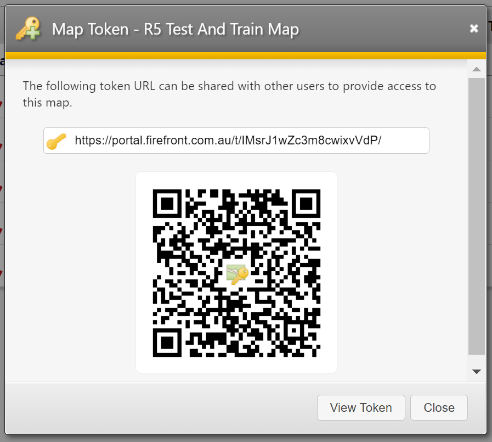 Map Token - R5 Test And Train Map
The following token URL can be shared with other users to provide access to
this map.
https://portal.firefront.com.au/t/IMsrJ1wZc3m8cwixvVdP/
View Token
Close